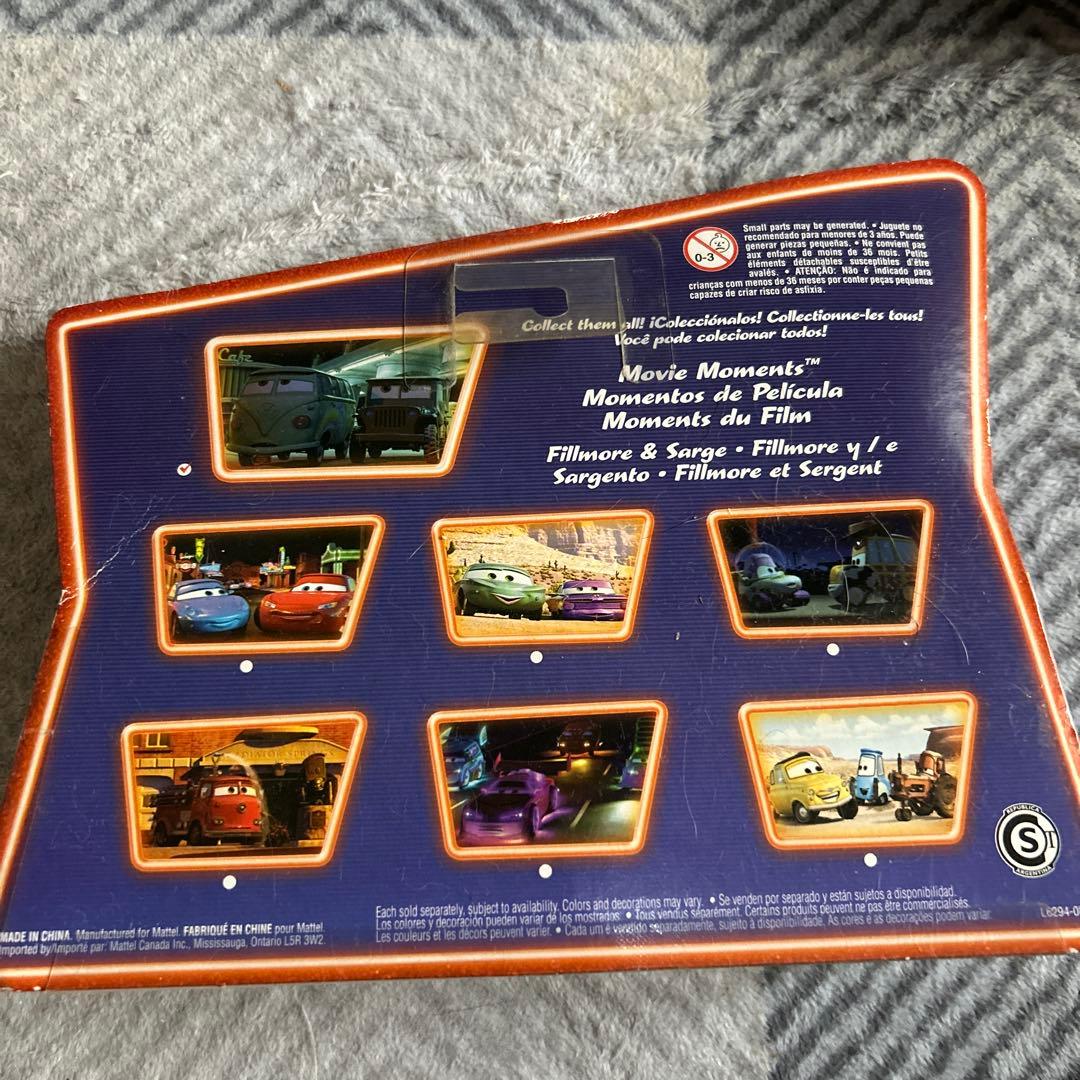 Small parts may be generated. • Juguete no
recomendado para menores de 3 años. Puede
generar piezas pequeñas. • Ne convient pas
aux enfants de moins de 36 mois. Petits
éléments détachables susceptibles d'être
avalés. • ATENÇÃO: Não é indicado para
crianças com menos de 36 meses por conter peças pequenas
capazes de criar risco de asfixia.
0-3
Collect them all! ¡Colecciónalos! Collectionne-les tous!
Você pode colecionar todos!
Cafe
Movie Moments™
Momentos de Película
Moments du Film
Fillmore & Sarge • Fillmore y / e
Sargento • Fillmore et Sergent
REPUBLICA
S
ARGENTINA
Each sold separately, subject to availability. Colors and decorations may vary. • Se venden por separado y están sujetos a disponibilidad.
Los colores y decoración pueden variar de los mostrados. • Tous vendus séparément. Certains produits peuvent ne pas être commercialisés.
Les couleurs et les décors peuvent varier. • Cada um é vendido separadamente, sujeito à disponibilidade. As cores e as decorações podem variar.
MADE IN CHINA. Manufactured for Mattel. FABRIQUÉ EN CHINE pour Mattel.
Imported by/Importé par: Mattel Canada Inc., Mississauga, Ontario L5R 3W2.